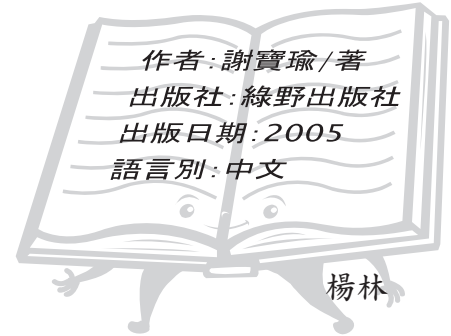 作者:謝寶瑜/著
出版社:綠野出版社
出版日期:2005
語言別:中文
楊林